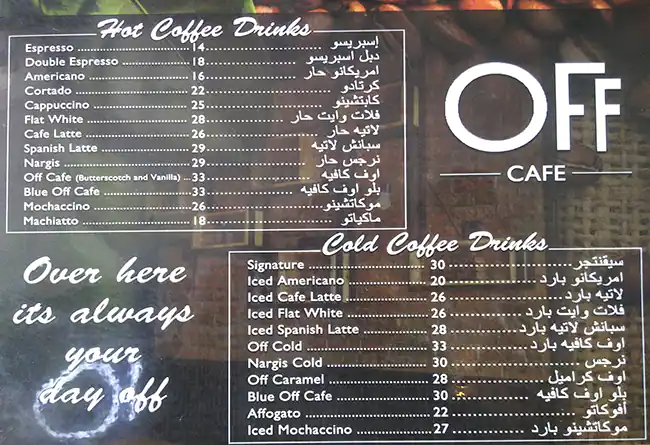 Hot Coffee Drinks
Espresso 14 إسبريسو
Double Espresso 18 دبل اسبريسو
Americano 16 امريكانو حار
Cortado 22 كرتادو
Cappuccino 25 كابتشينو
Flat White 28 فلات وايت حار
Cafe Latte 26 لاتيه حار
Spanish Latte 29 سبانش لاتيه
Nargis 29 نرجس حار
Off Cafe (Butterscotch and Vanilla) 33 اوف كافيه
Blue Off Cafe 33 بلو اوف كافيه
Mochaccino 26 موكاتشينو
Machiatto 18 ماكياتو
OFF
CAFE
Over here
its always
your
day off
Cold Coffee Drinks
Signature 30 سيقنتجر
Iced Americano 20 امريكانو بارد
Iced Cafe Latte 26 لاتيه بارد
Iced Flat White 26 فلات وايت بارد
Iced Spanish Latte 28 سبانش لاتيه بارد
Off Cold 33 اوف كافيه بارد
Nargis Cold 30 نرجس
Off Caramel 28 اوف كراميل
Blue Off Cafe 30 بلو اوف كافيه
Affogato 22 أفوكاتو
Iced Mochaccino 27 موكاتشينو بارد